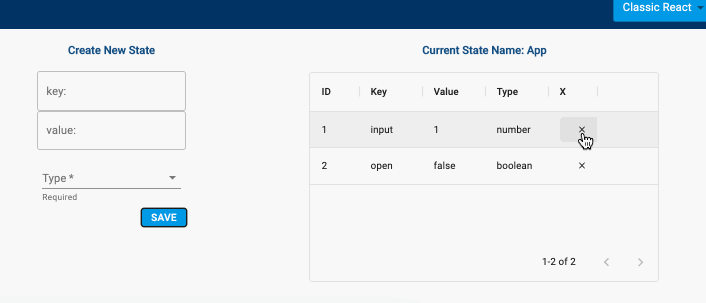 Classic React
Create New State
key:
value:
Type *
Required
SAVE
Current State Name: App
ID Key Value Type X
1 input 1 number ×
2 open false boolean ×
1-2 of 2